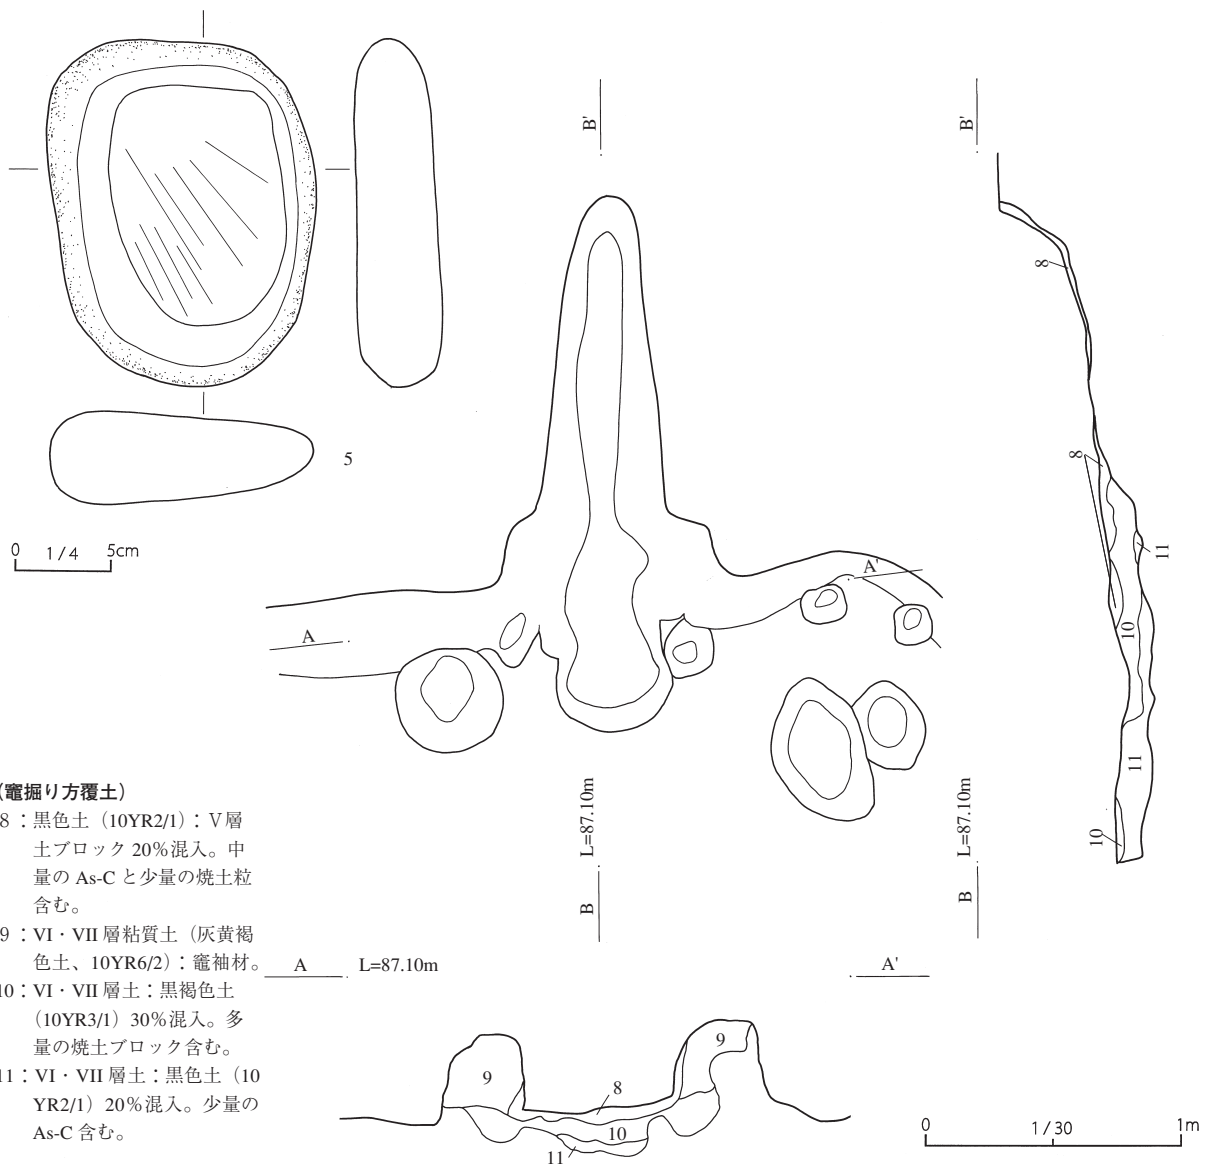 B'
B'
8
5
8
0 1/4 5cm
11
A'
A
10
11
L=87.10m
L=87.10m
10
B
B
(竈掘り方覆土)
8：黒色土（10YR2/1）：Ⅴ層
土ブロック 20％混入。中
量の As-C と少量の焼土粒
含む。
9：VI・VII 層粘質土（灰黄褐
色土、10YR6/2）：竈袖材。
10：VI・VII 層土：黒褐色土
（10YR3/1）30％混入。多
量の焼土ブロック含む。
11：VI・VII 層土：黒色土（10
YR2/1）20％混入。少量の
As-C 含む。
A L=87.10m
A'
9
9
8
10
11
0 1/30 1m